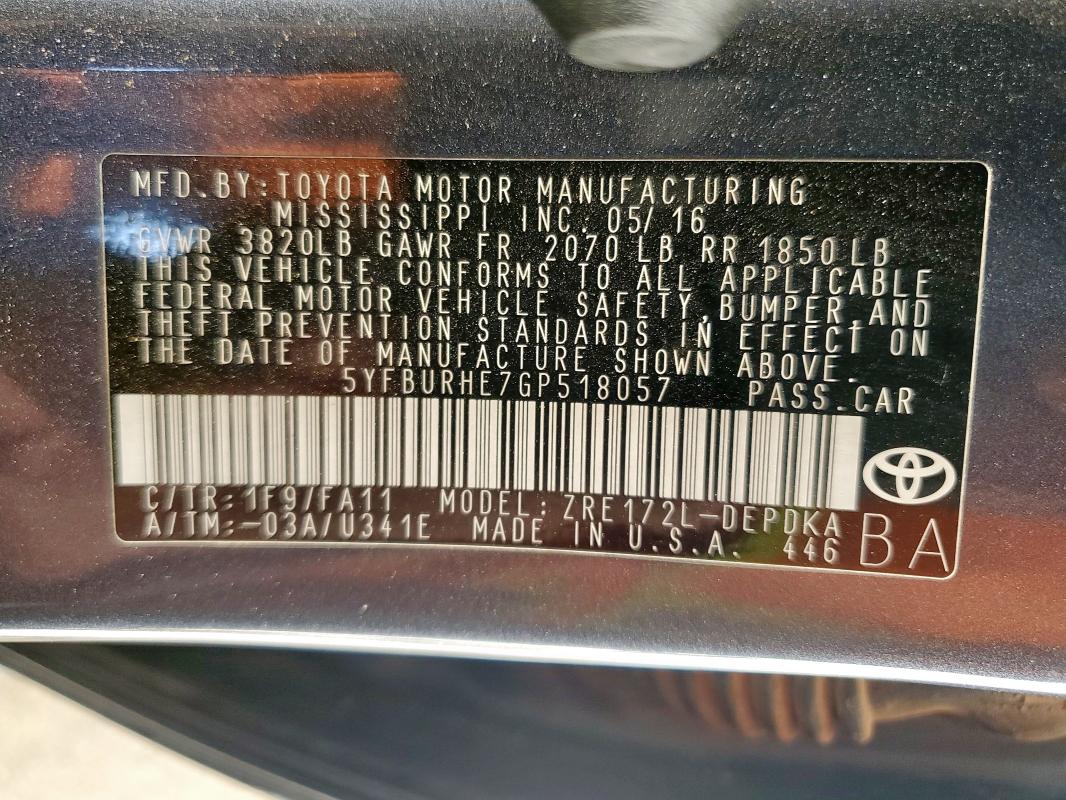 MFD.BY:TOYOTA MOTOR MANUFACTURING
MISSISSIPPI INC. 05/16
GVWR 3820LB GAWR FR 2070 LB RR 1850 LB
THIS VEHICLE CONFORMS TO ALL APPLICABLE
FEDERAL MOTOR VEHICLE SAFETY,BUMPER,AND
THEFT PREVENTION STANDARDS IN EFFECT ON
THE DATE OF MANUFACTURE SHOWN ABOVE.
5YFBURHE7GP518057 PASS.CAR
C/TR:1F9/FA11 MODEL:ZRE172L-DEPDKA
A/TM:-03A/U341E MADE IN U.S.A. 446 BA